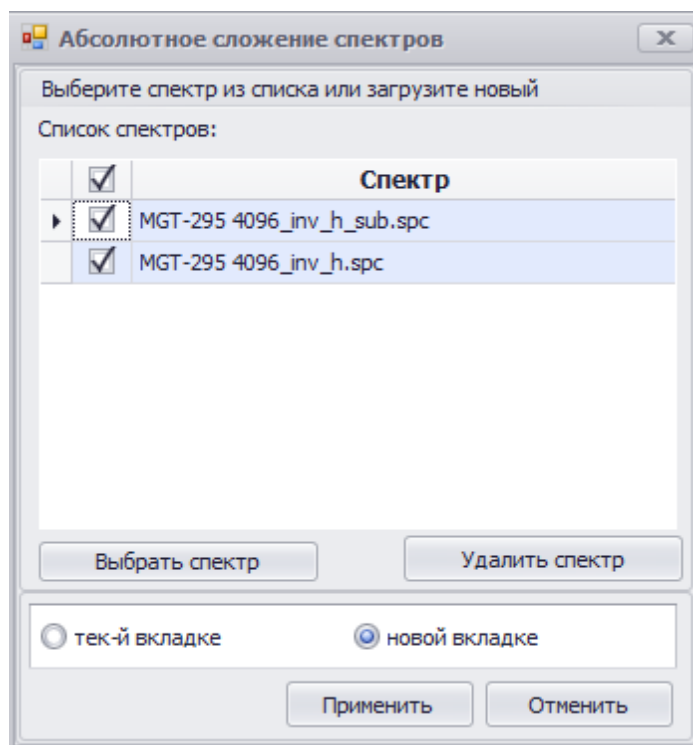 Абсолютное сложение спектров
Выберите спектр из списка или загрузите новый
Список спектров:
Спектр
MGT-295 4096_inv_h_sub.spc
MGT-295 4096_inv_h.spc
Выбрать спектр Удалить спектр
тек-й вкладке новой вкладке
Применить Отменить